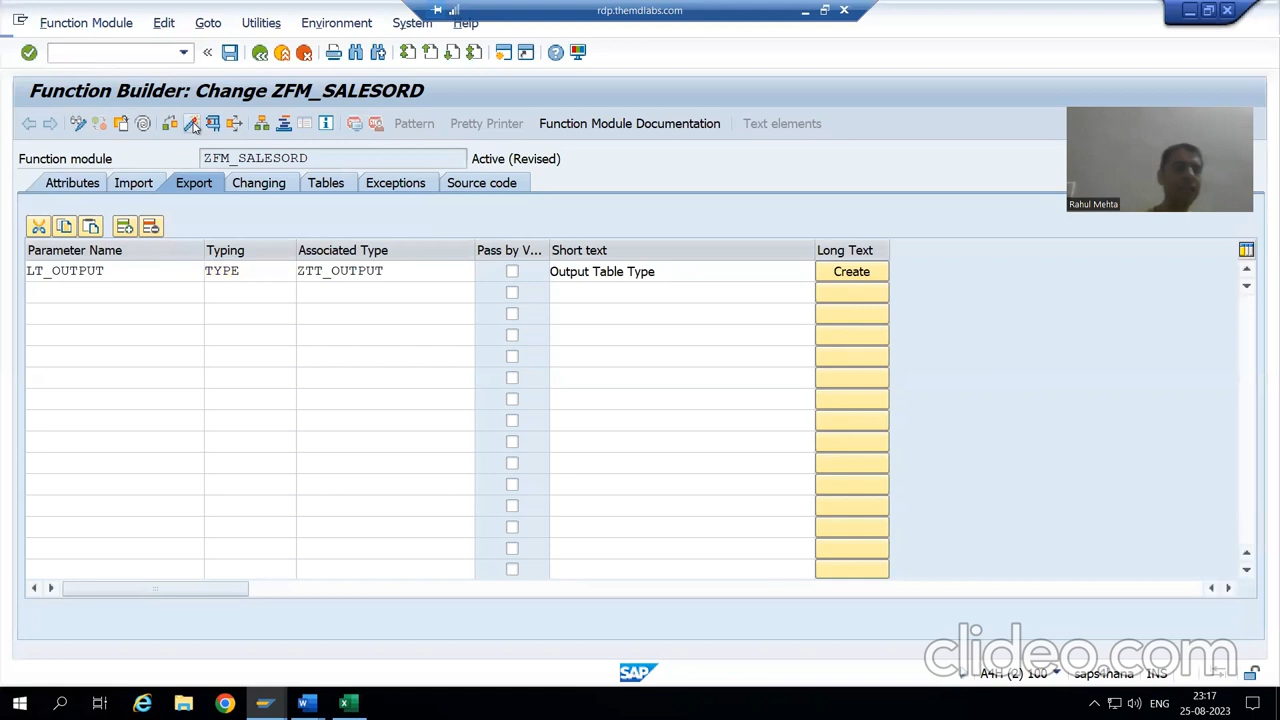 rdp.themdlabs.com
Function Module Edit Goto Utilities Environment System Help
Function Builder: Change ZFM_SALESORD
Pattern Pretty Printer Function Module Documentation Text elements
Function module ZFM_SALESORD Active (Revised)
Attributes Import Export Changing Tables Exceptions Source code
Parameter Name Typing Associated Type Pass by V... Short text Long Text
LT_OUTPUT TYPE ZTT_OUTPUT Output Table Type Create
Rahul Mehta
clideo.com
SAP
A4H (2) 100 saps4hana INS
ENG
23:17
25-08-2023